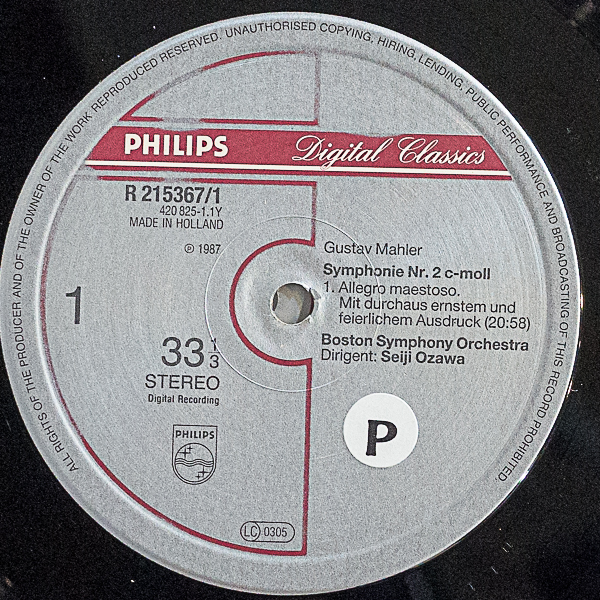 ALL RIGHTS OF THE PRODUCER AND OF THE OWNER OF THE WORK REPRODUCED RESERVED. UNAUTHORISED COPYING, HIRING, LENDING, PUBLIC PERFORMANCE AND BROADCASTING OF THIS RECORD PROHIBITED
PHILIPS Digital Classics
R 215367/1
420 825-1.1Y
MADE IN HOLLAND
℗ 1987
1
33 1/3
STEREO
Digital Recording
PHILIPS
LC 0305
Gustav Mahler
Symphonie Nr. 2 c-moll
1. Allegro maestoso.
Mit durchaus ernstem und
feierlichem Ausdruck (20:58)
Boston Symphony Orchestra
Dirigent: Seiji Ozawa
P